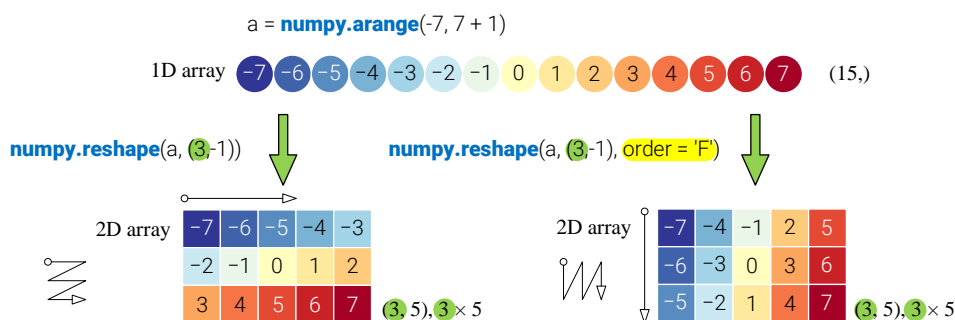 a = numpy.arange(-7, 7 + 1)
1D array −7 −6 −5 −4 −3 −2 −1 0 1 2 3 4 5 6 7 (15,)
numpy.reshape(a, (3,-1))
numpy.reshape(a, (3,-1), order = 'F')
2D array −7 −6 −5 −4 −3
−2 −1 0 1 2
3 4 5 6 7 (3, 5), 3 × 5
2D array −7 −4 −1 2 5
−6 −3 0 3 6
−5 −2 1 4 7 (3, 5), 3 × 5